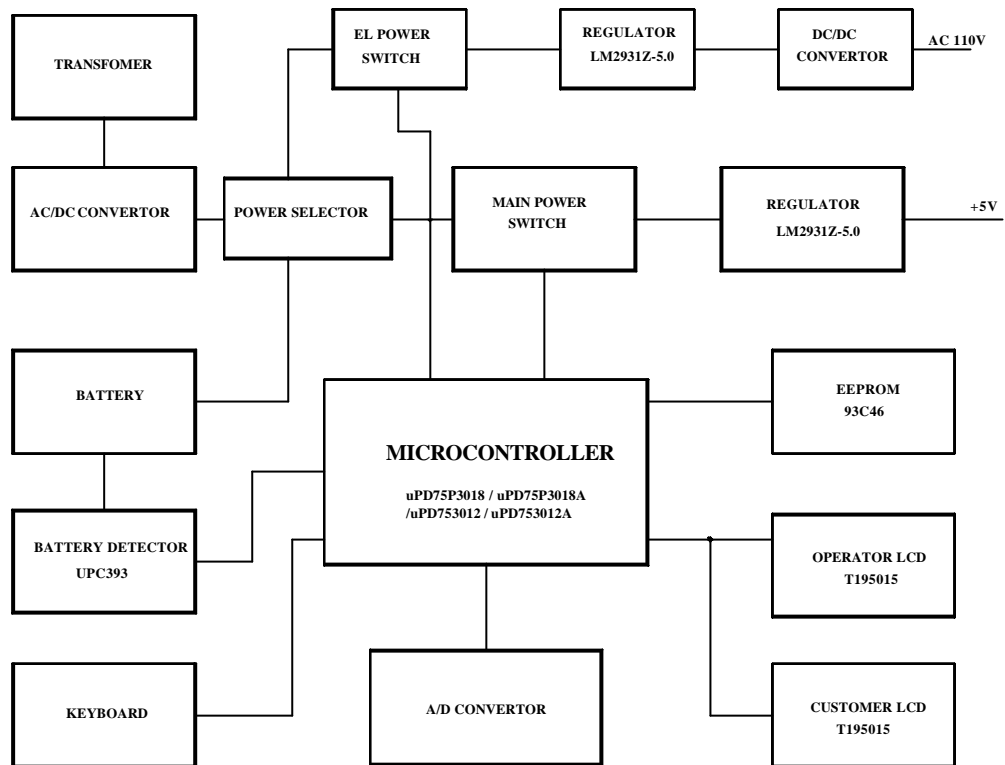 TRANSFOMER
EL POWER
SWITCH
REGULATOR
LM2931Z-5.0
DC/DC
CONVERTOR
AC 110V
AC/DC CONVERTOR
POWER SELECTOR
MAIN POWER
SWITCH
REGULATOR
LM2931Z-5.0
+5V
BATTERY
MICROCONTROLLER
uPD75P3018 / uPD75P3018A
/uPD753012 / uPD753012A
EEPROM
93C46
BATTERY DETECTOR
UPC393
OPERATOR LCD
T195015
KEYBOARD
A/D CONVERTOR
CUSTOMER LCD
T195015